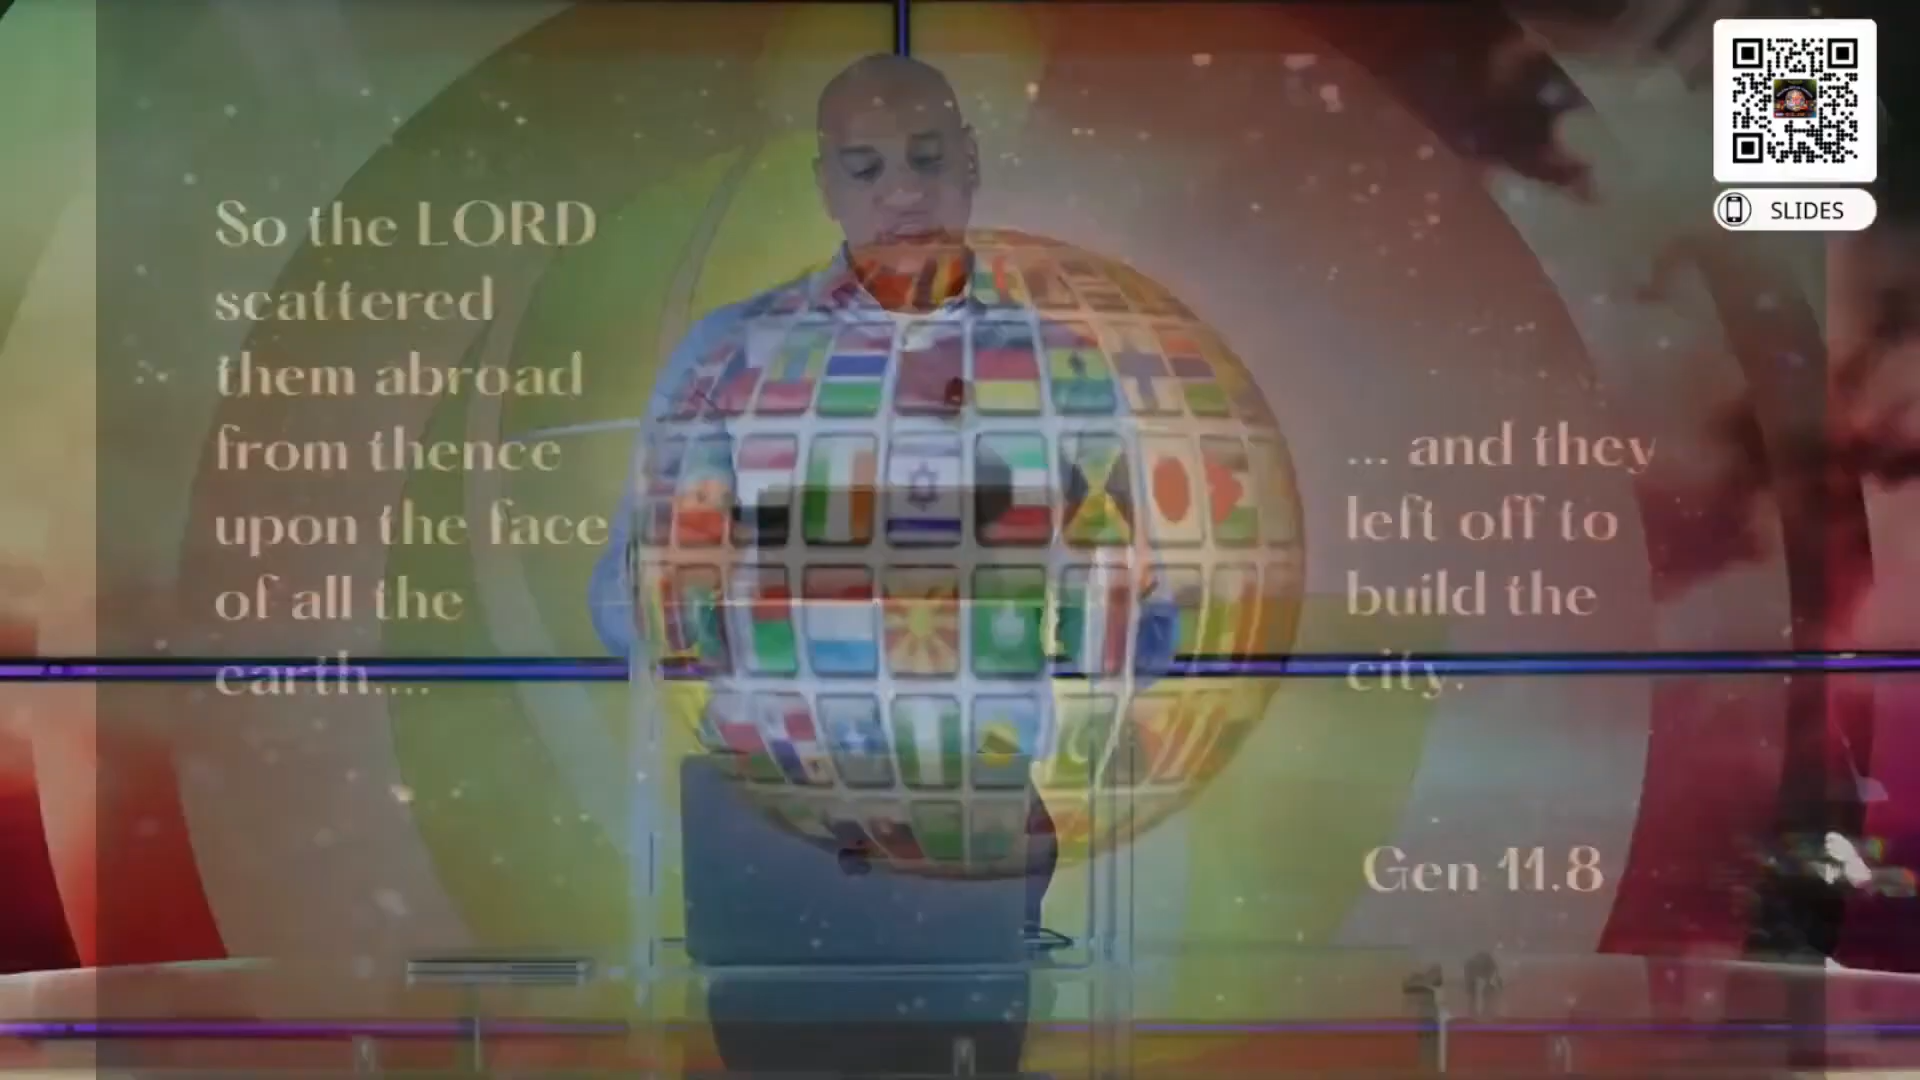 So the LORD
scattered
them abroad
from thence
upon the face
of all the
earth....
... and they
left off to
build the
city.
Gen 11.8
SLIDES